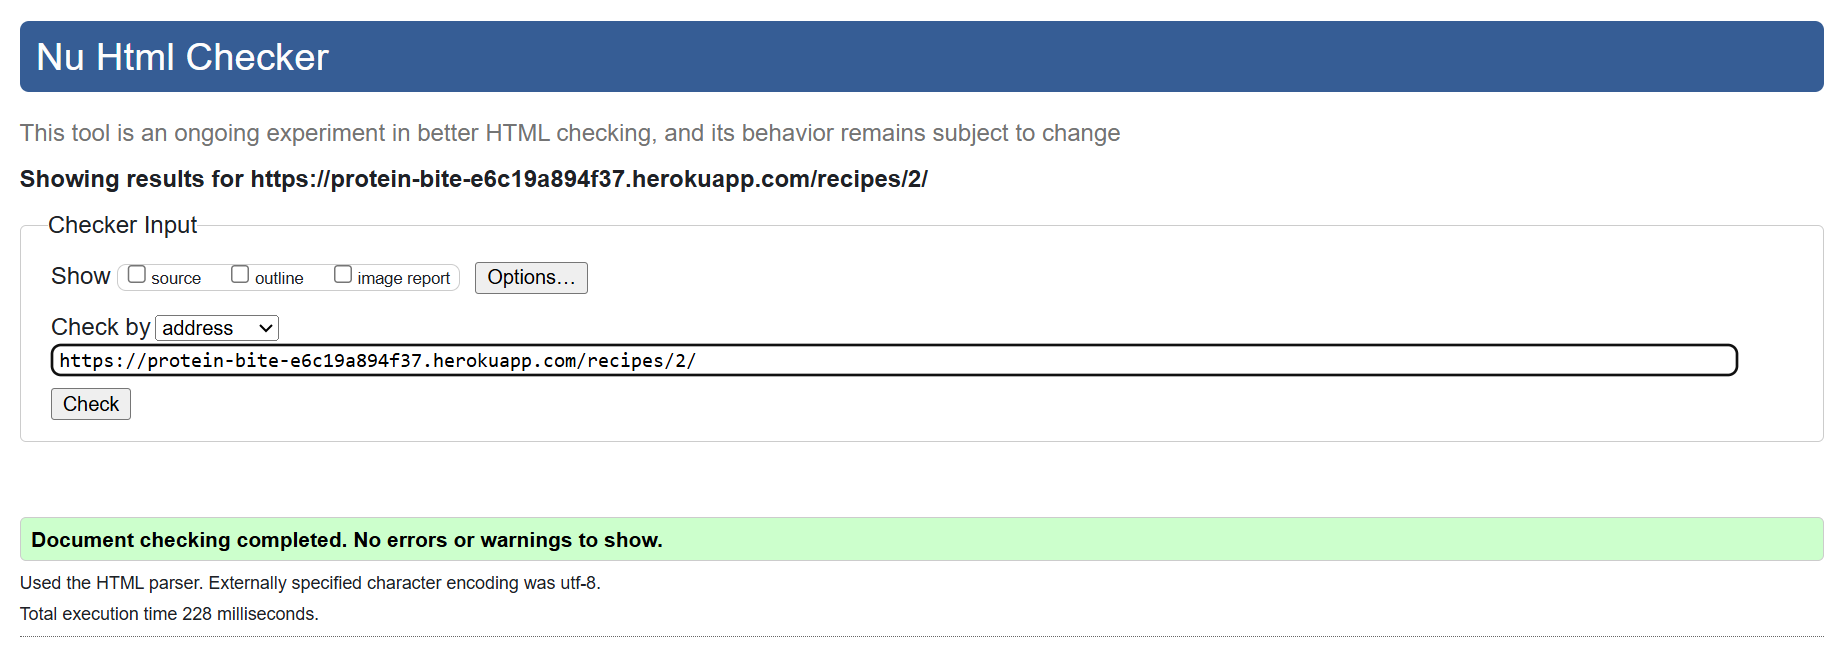 Nu Html Checker
This tool is an ongoing experiment in better HTML checking, and its behavior remains subject to change
Showing results for https://protein-bite-e6c19a894f37.herokuapp.com/recipes/2/
Checker Input
Show source outline image report Options...
Check by address
https://protein-bite-e6c19a894f37.herokuapp.com/recipes/2/
Check
Document checking completed. No errors or warnings to show.
Used the HTML parser. Externally specified character encoding was utf-8.
Total execution time 228 milliseconds.